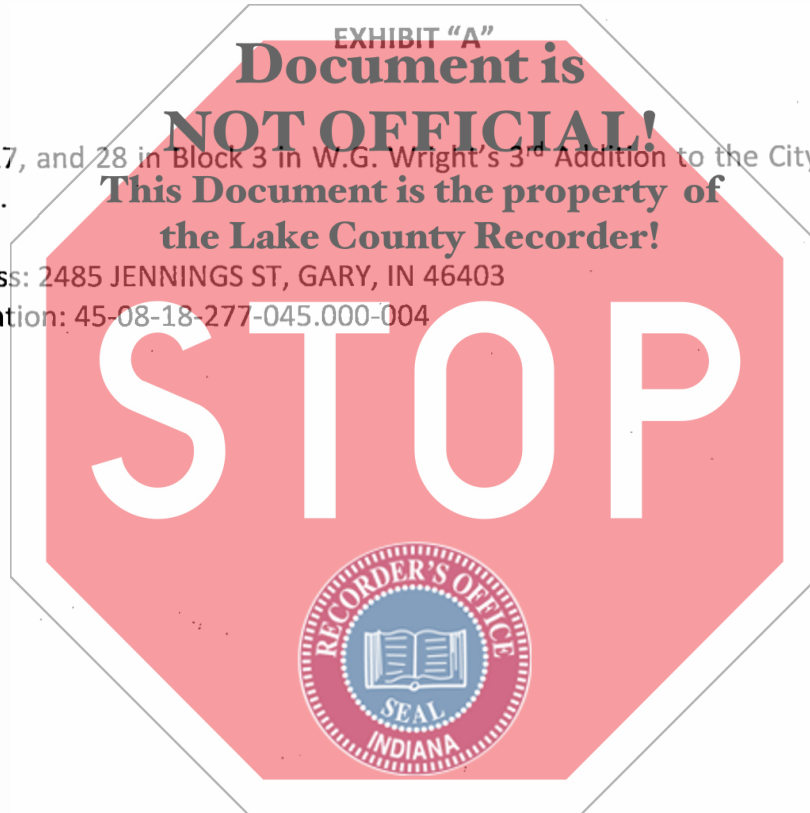 EXHIBIT “A”
Document is
NOT OFFICIAL!
7, and 28 in Block 3 in W.G. Wright’s 3rd Addition to the City
.
This Document is the property of
the Lake County Recorder!
ss: 2485 JENNINGS ST, GARY, IN 46403
ation: 45-08-18-277-045.000-004
STOP
RECORDER’S OFFICE
SEAL
INDIANA